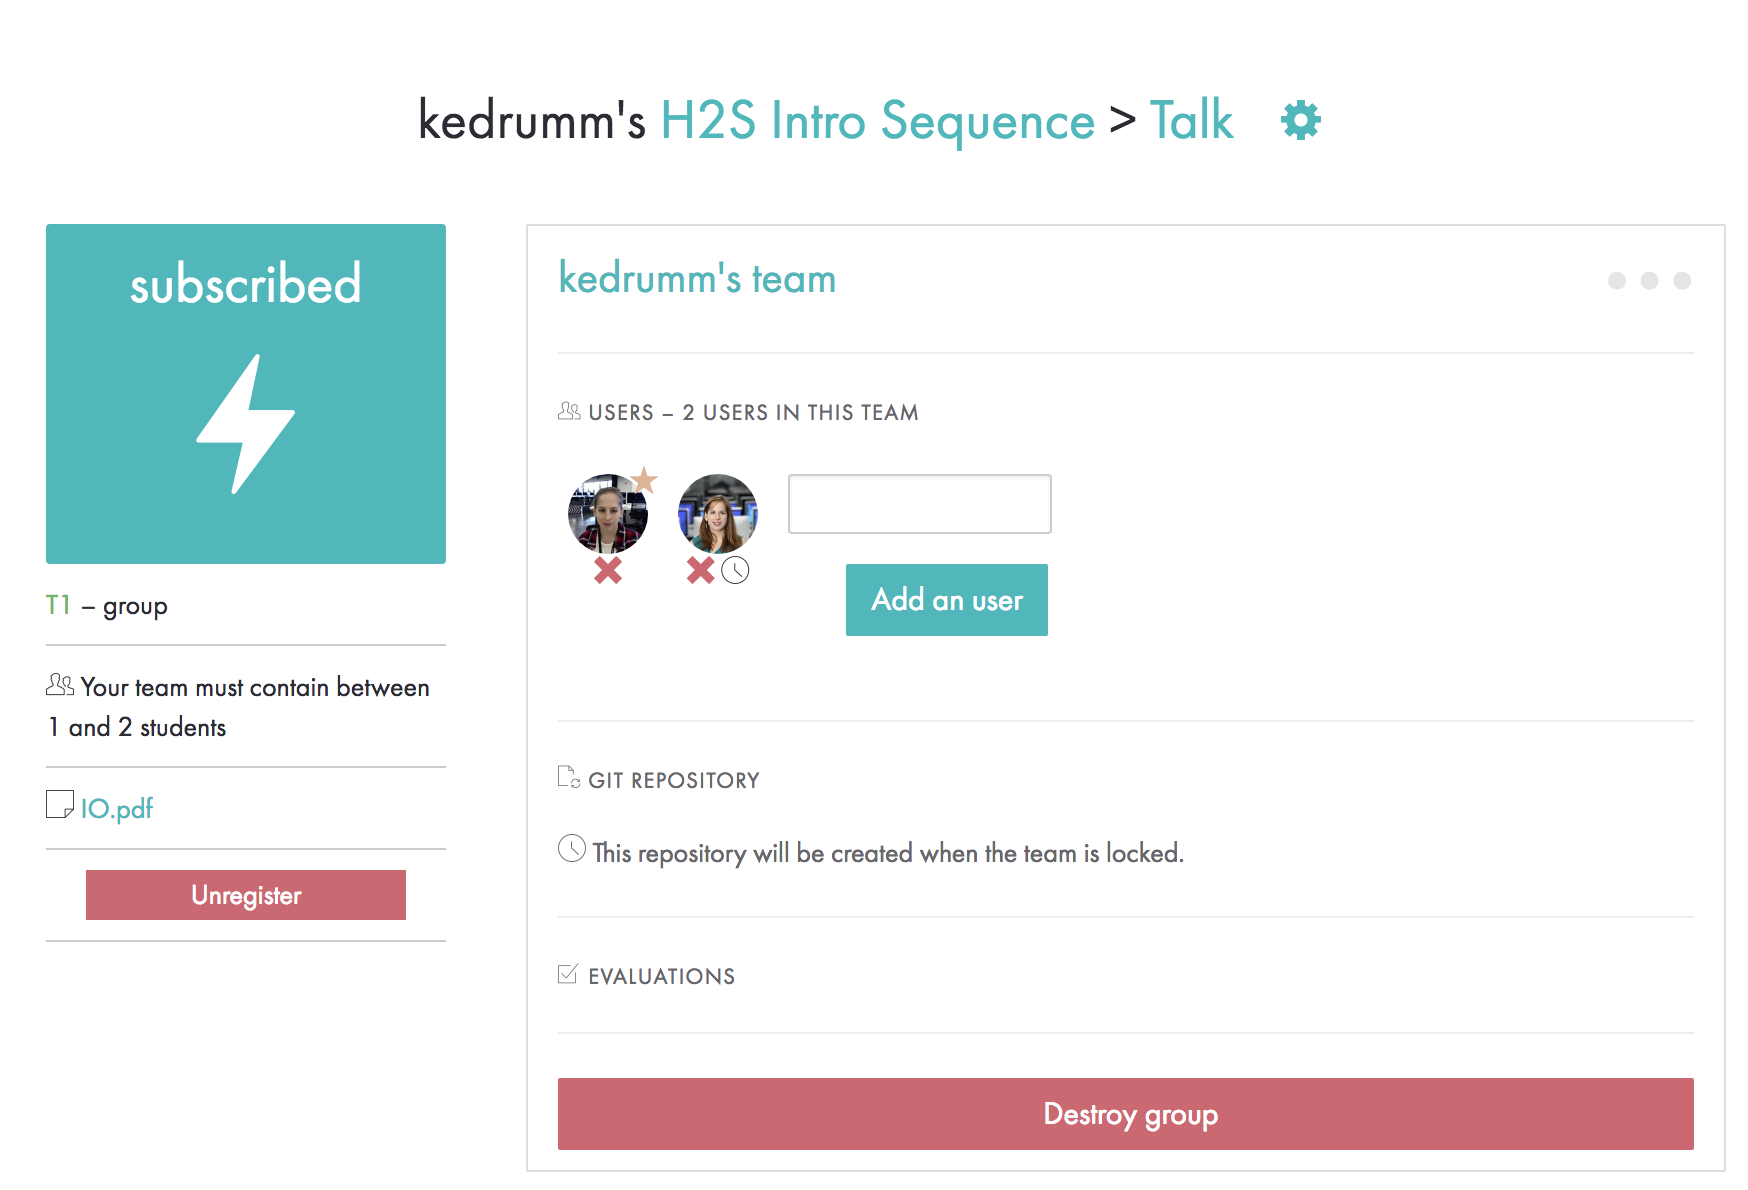 kedrumm's H2S Intro Sequence > Talk
subscribed
T1 – group
Your team must contain between
1 and 2 students
IO.pdf
Unregister
kedrumm's team
USERS – 2 USERS IN THIS TEAM
Add an user
GIT REPOSITORY
This repository will be created when the team is locked.
EVALUATIONS
Destroy group